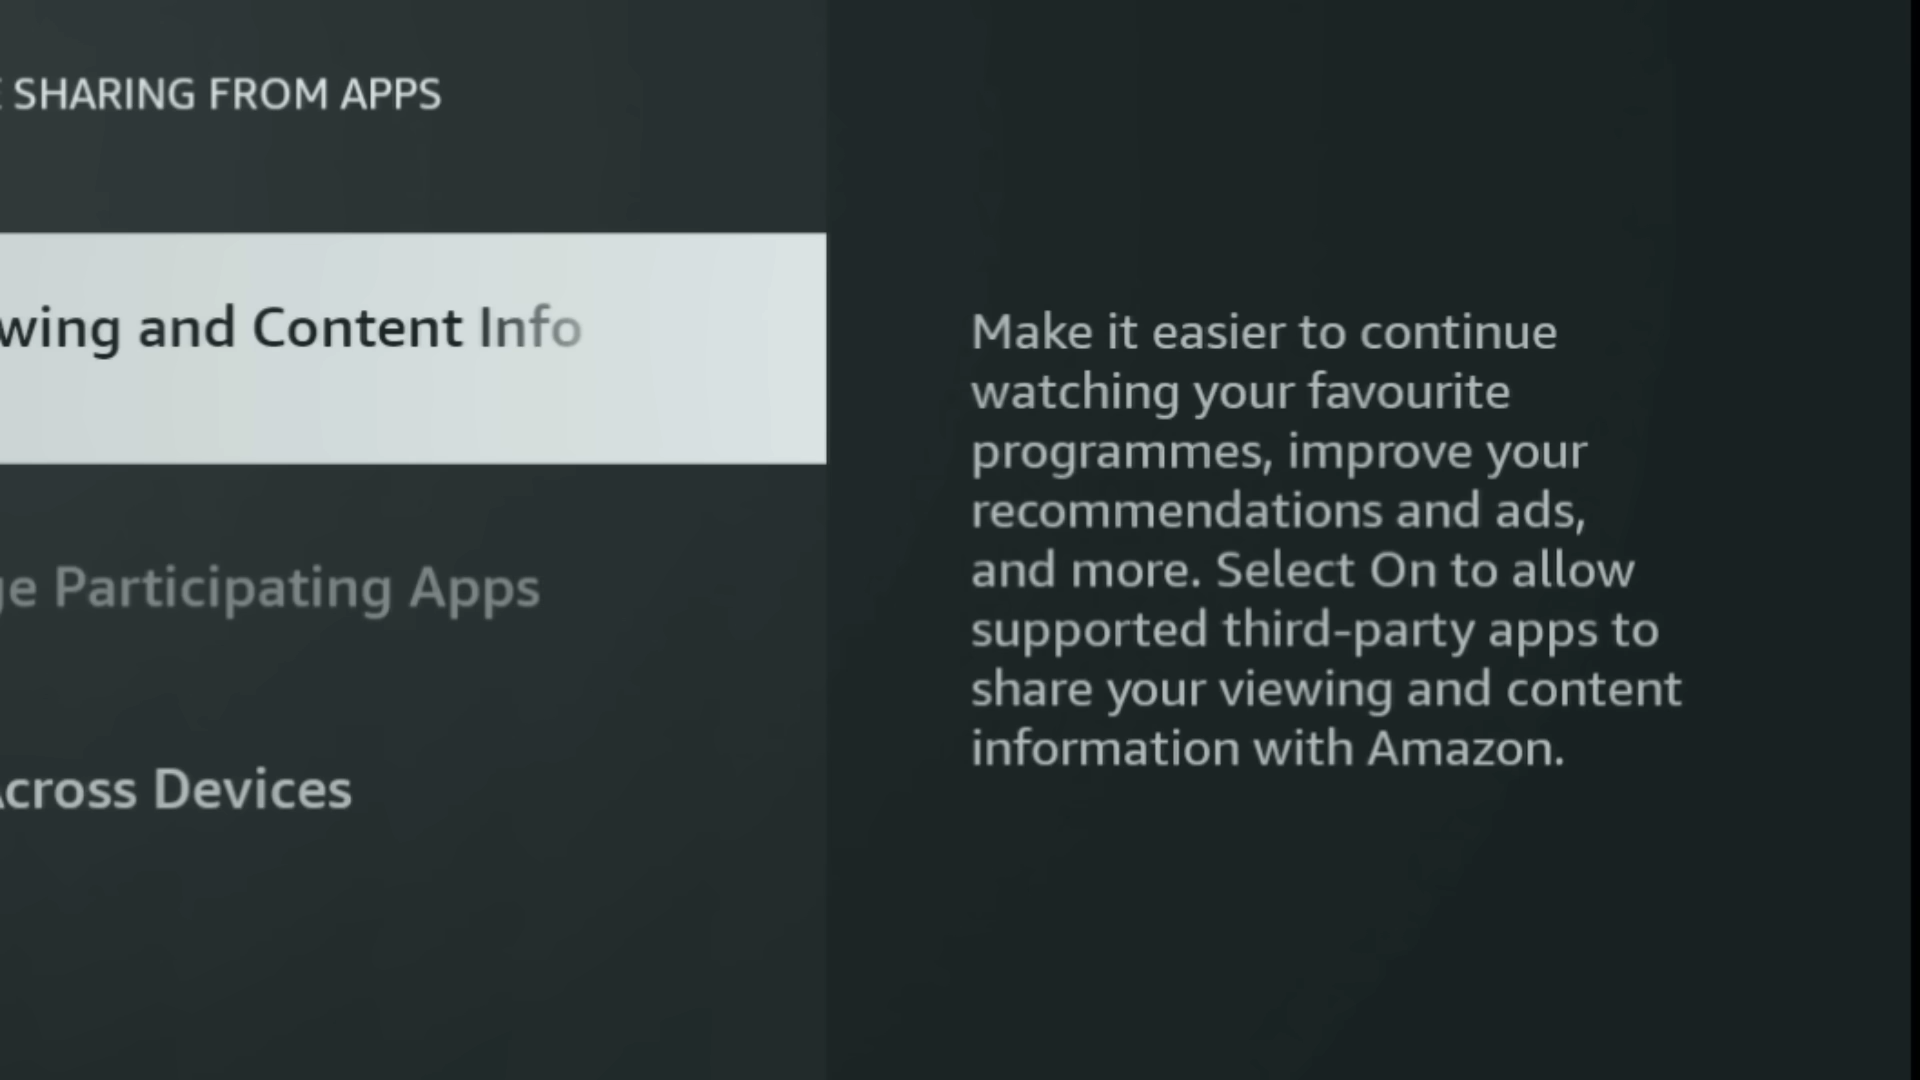 SHARING FROM APPS
wing and Content Info
Participating Apps
Across Devices
Make it easier to continue
watching your favourite
programmes, improve your
recommendations and ads,
and more. Select On to allow
supported third-party apps to
share your viewing and content
information with Amazon.